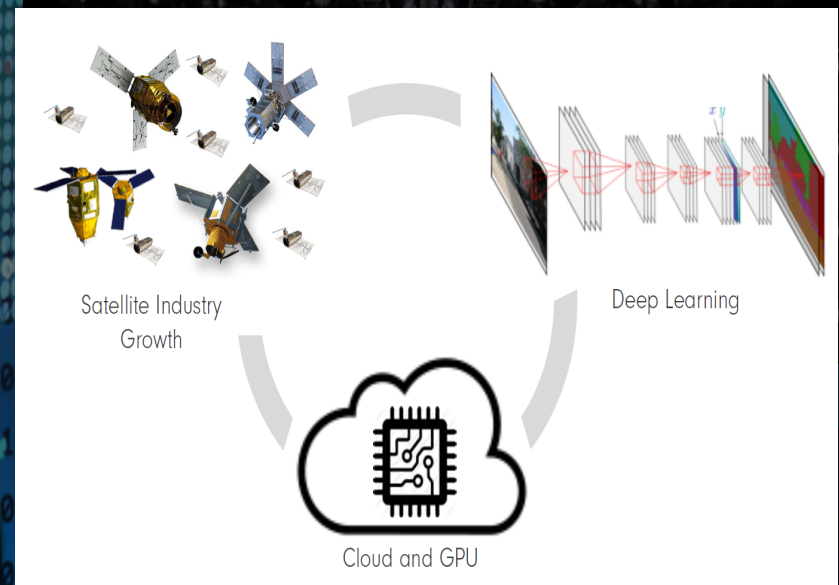 x y
Satellite Industry
Growth
Deep Learning
Cloud and GPU